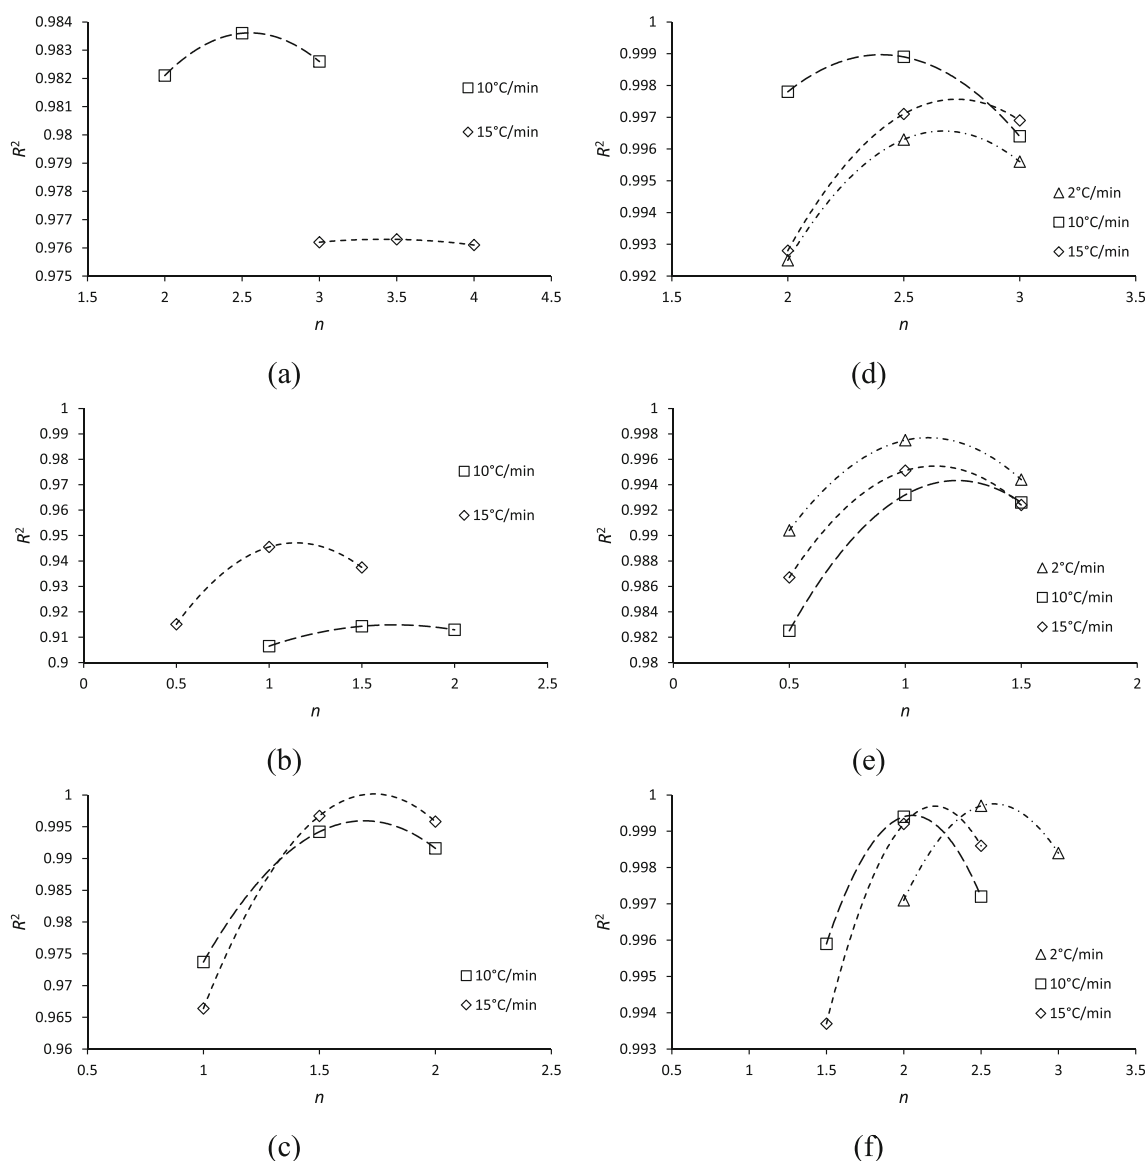 0.984
0.983
0.982
0.981
0.98
0.979
0.978
0.977
0.976
0.975
R²
1.5 2 2.5 3 3.5 4 4.5
n
10°C/min
15°C/min
(a)
1
0.999
0.998
0.997
0.996
0.995
0.994
0.993
0.992
R²
1.5 2 2.5 3 3.5
n
2°C/min
10°C/min
15°C/min
(d)
1
0.99
0.98
0.97
0.96
0.95
0.94
0.93
0.92
0.91
0.9
R²
0 0.5 1 1.5 2 2.5
n
10°C/min
15°C/min
(b)
1
0.998
0.996
0.994
0.992
0.99
0.988
0.986
0.984
0.982
0.98
R²
0 0.5 1 1.5 2
n
2°C/min
10°C/min
15°C/min
(e)
1
0.995
0.99
0.985
0.98
0.975
0.97
0.965
0.96
R²
0.5 1 1.5 2 2.5
n
10°C/min
15°C/min
(c)
1
0.999
0.998
0.997
0.996
0.995
0.994
0.993
R²
0.5 1 1.5 2 2.5 3 3.5
n
2°C/min
10°C/min
15°C/min
(f)